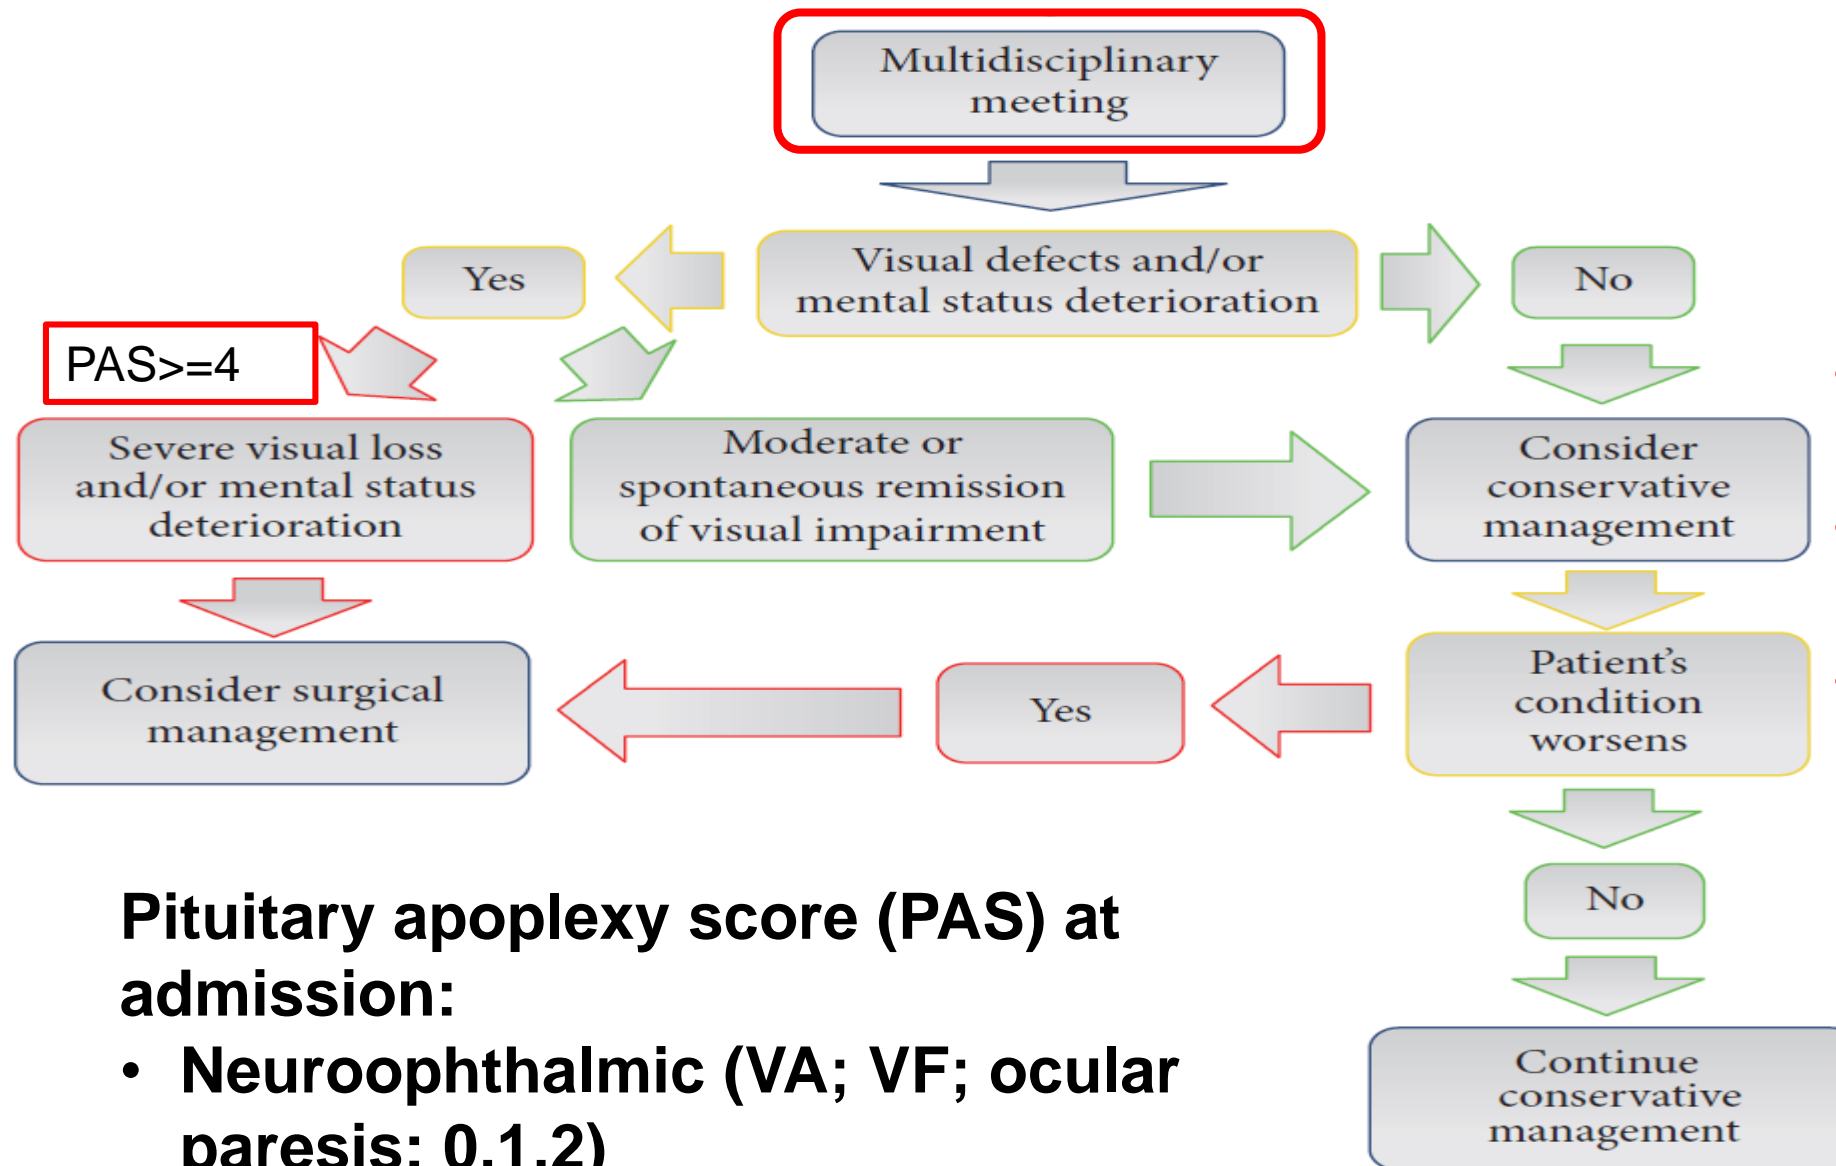 Multidisciplinary
meeting
Visual defects and/or
mental status deterioration
Yes
No
PAS>=4
Severe visual loss
and/or mental status
deterioration
Moderate or
spontaneous remission
of visual impairment
Consider
conservative
management
Consider surgical
management
Yes
Patient's
condition
worsens
No
Continue
conservative
management
Pituitary apoplexy score (PAS) at
admission:
• Neuroophthalmic (VA; VF; ocular
paresis; 0,1,2)